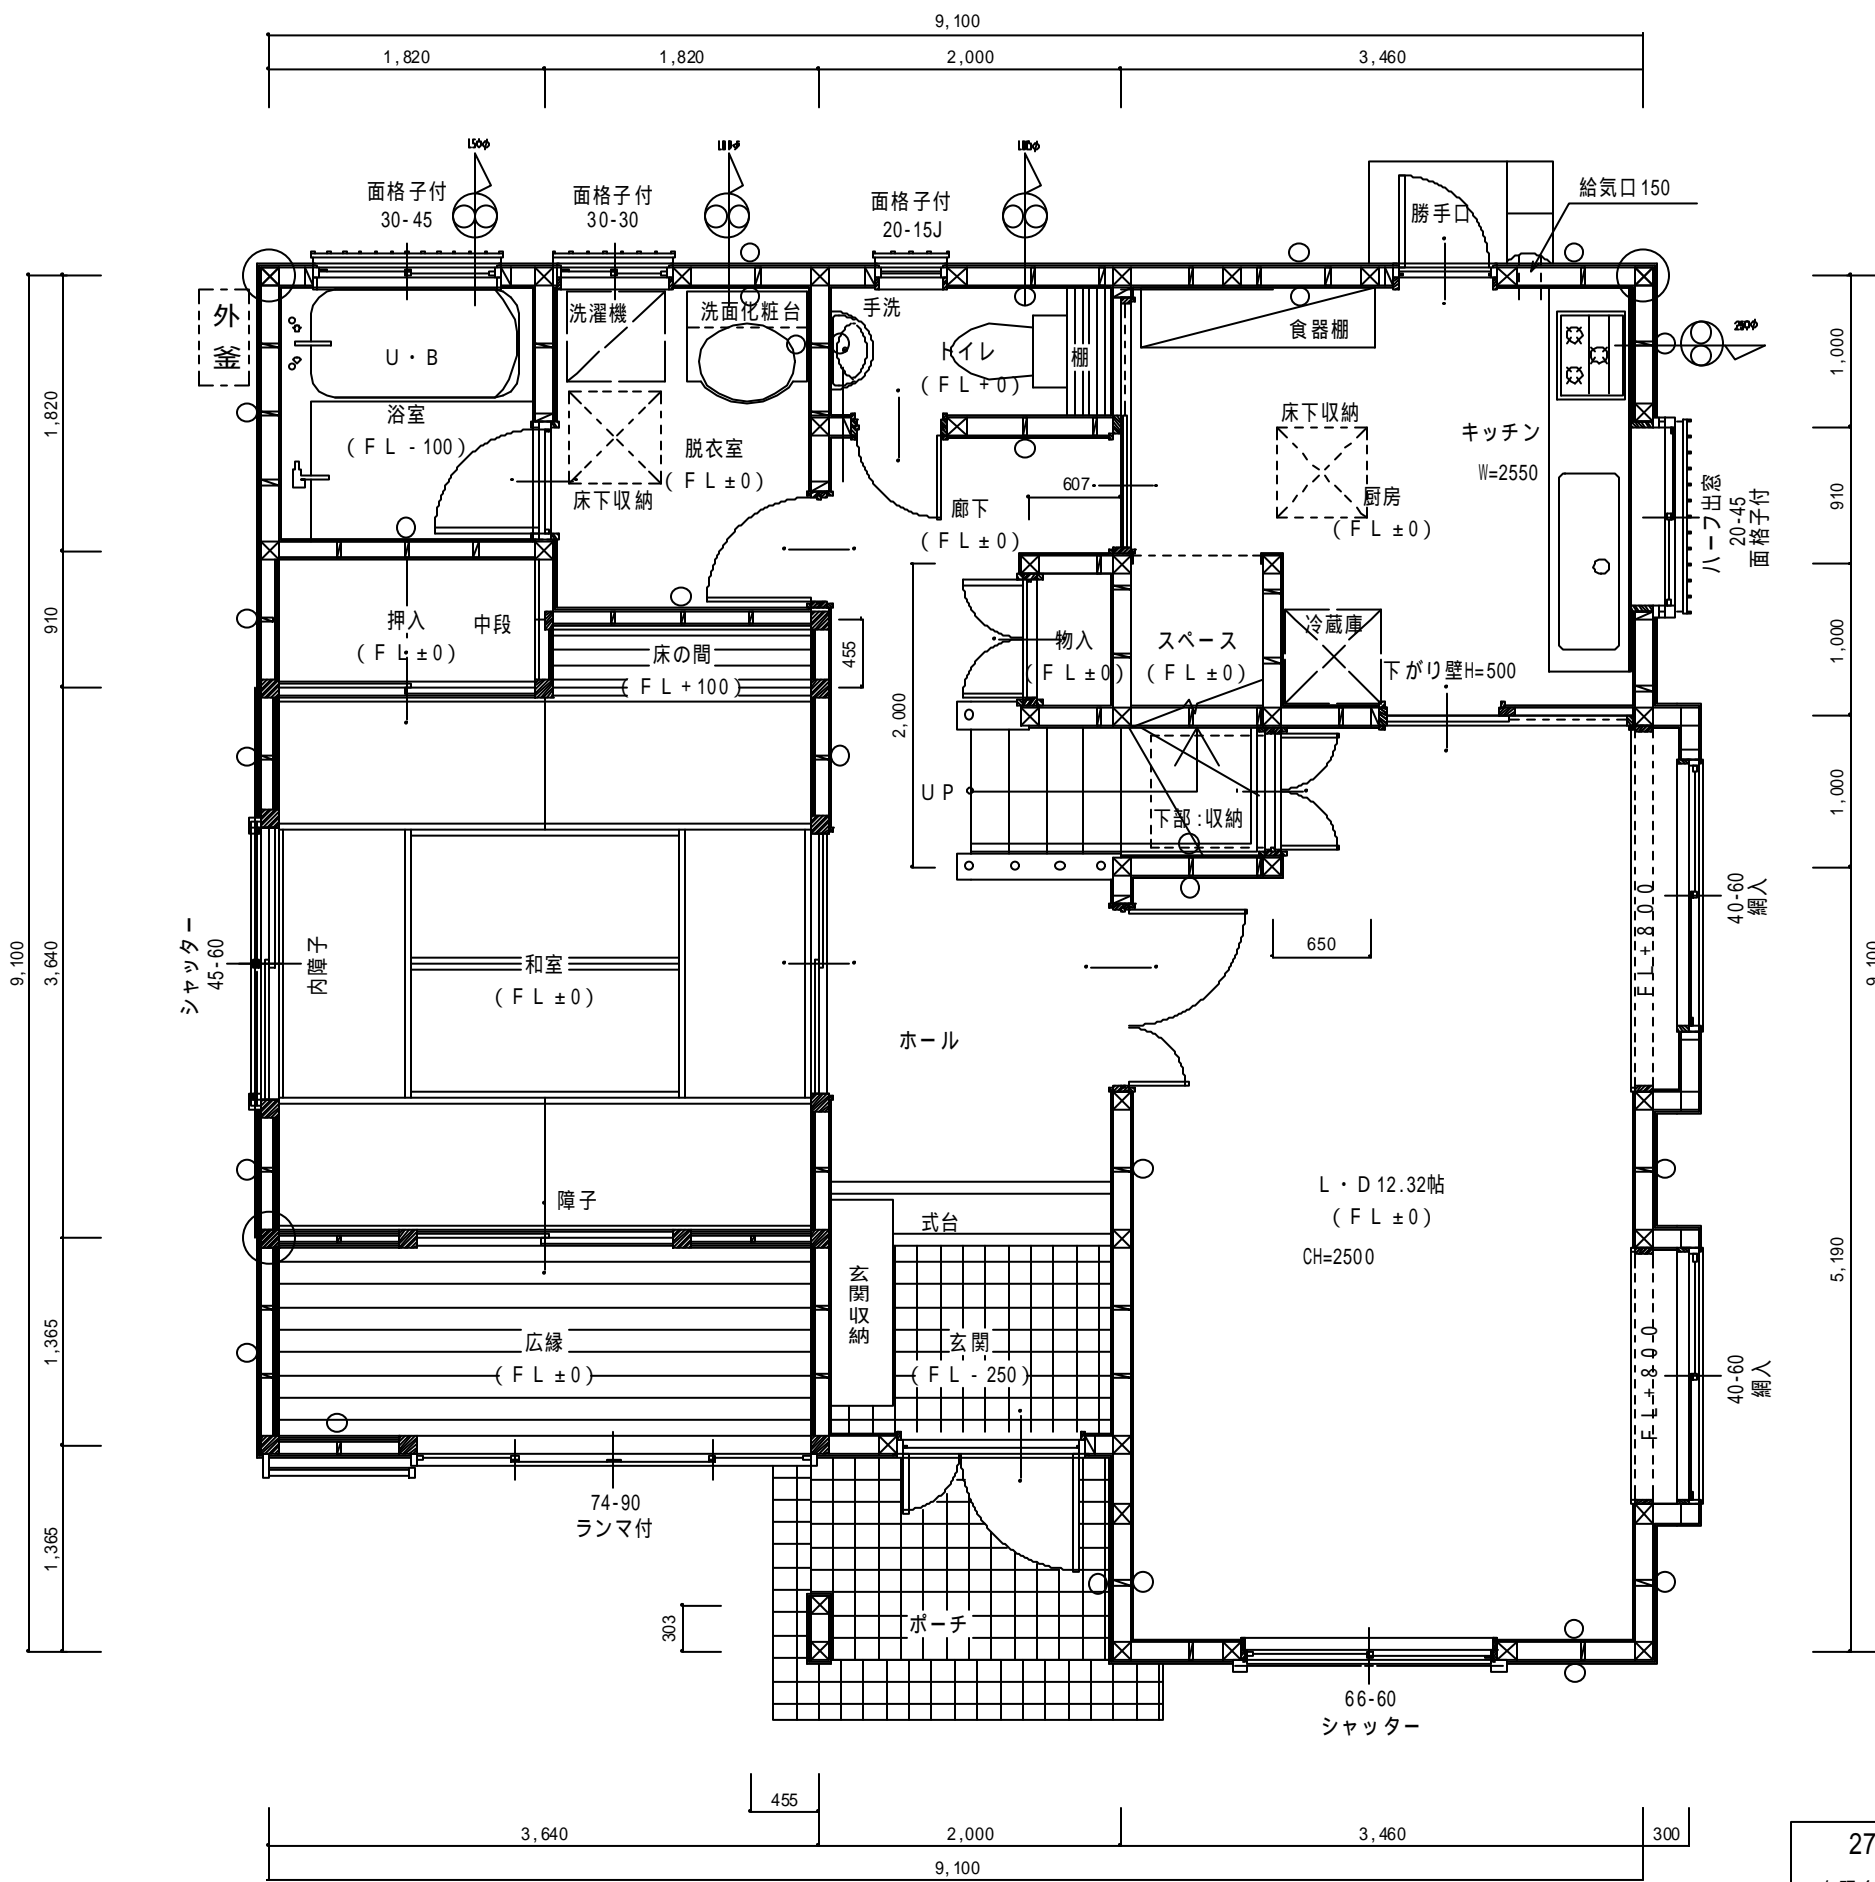 9,100
1,820
1,820
2,000
3,460
面格子付
30-45
面格子付
30-30
面格子付
20-15J
勝手口
給気口150
外釜
U・B
洗濯機
洗面化粧台
手洗
トイレ
(FL+0)
棚
食器棚
浴室
(FL-100)
脱衣室
(FL±0)
床下収納
廊下
(FL±0)
607
床下収納
キッチン
W=2550
厨房
(FL±0)
ハーフ出窓
20-45
面格子付
1,820
910
3,640
1,365
1,365
9,100
1,000
910
1,000
1,000
5,190
9,100
押入
(FL±0)
中段
床の間
(FL+100)
455
物入
(FL±0)
スペース
(FL±0)
冷蔵庫
下がり壁H=500
2,000
UP
下部:収納
650
シャッター
45-60
内障子
和室
(FL±0)
ホール
FL+800
40-60
網入
障子
式台
L・D12.32帖
(FL±0)
CH=2500
玄関収納
広縁
(FL±0)
玄関
(FL-250)
FL+800
40-60
網入
74-90
ランマ付
303
ポーチ
66-60
シャッター
455
3,640
2,000
3,460
300
9,100
27